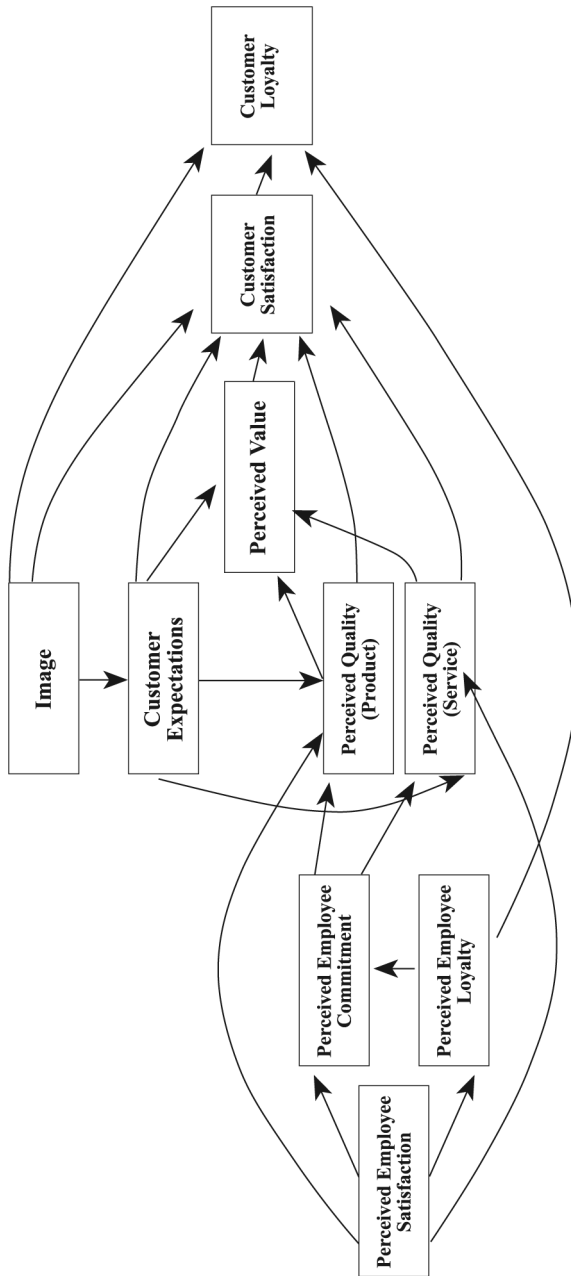 Image
Customer
Expectations
Perceived Employee
Satisfaction
Perceived Employee
Commitment
Perceived Employee
Loyalty
Perceived Quality
(Product)
Perceived Quality
(Service)
Perceived Value
Customer
Satisfaction
Customer
Loyalty